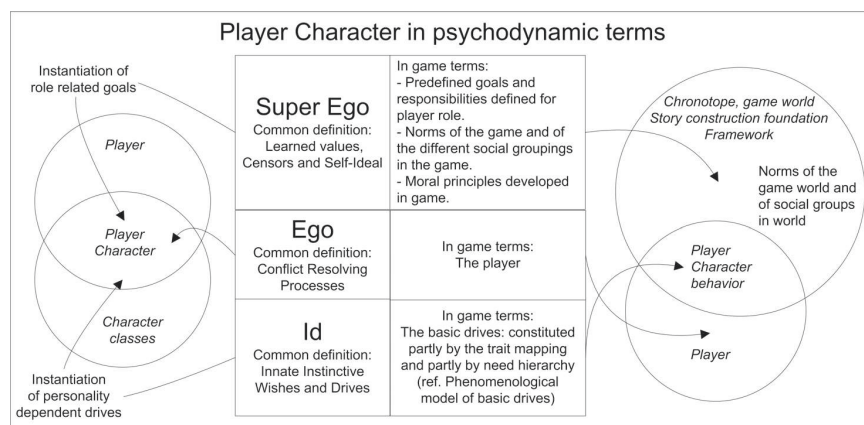 Player Character in psychodynamic terms
Instantiation of
role related goals
Player
Player
Character
Character
classes
Instantiation
of personality
dependent drives
Super Ego
Common definition:
Learned values,
Censors and Self-Ideal
In game terms:
- Predefined goals and
responsibilities defined for
player role.
- Norms of the game and of
the different social groupings
in the game.
- Moral principles developed
in game.
Ego
Common definition:
Conflict Resolving
Processes
In game terms:
The player
Id
Common definition:
Innate Instinctive
Wishes and Drives
In game terms:
The basic drives: constituted
partly by the trait mapping
and partly by need hierarchy
(ref. Phenomenological
model of basic drives)
Chronotope, game world
Story construction foundation
Framework
Norms of the
game world and
of social groups
in world
Player
Character
behavior
Player